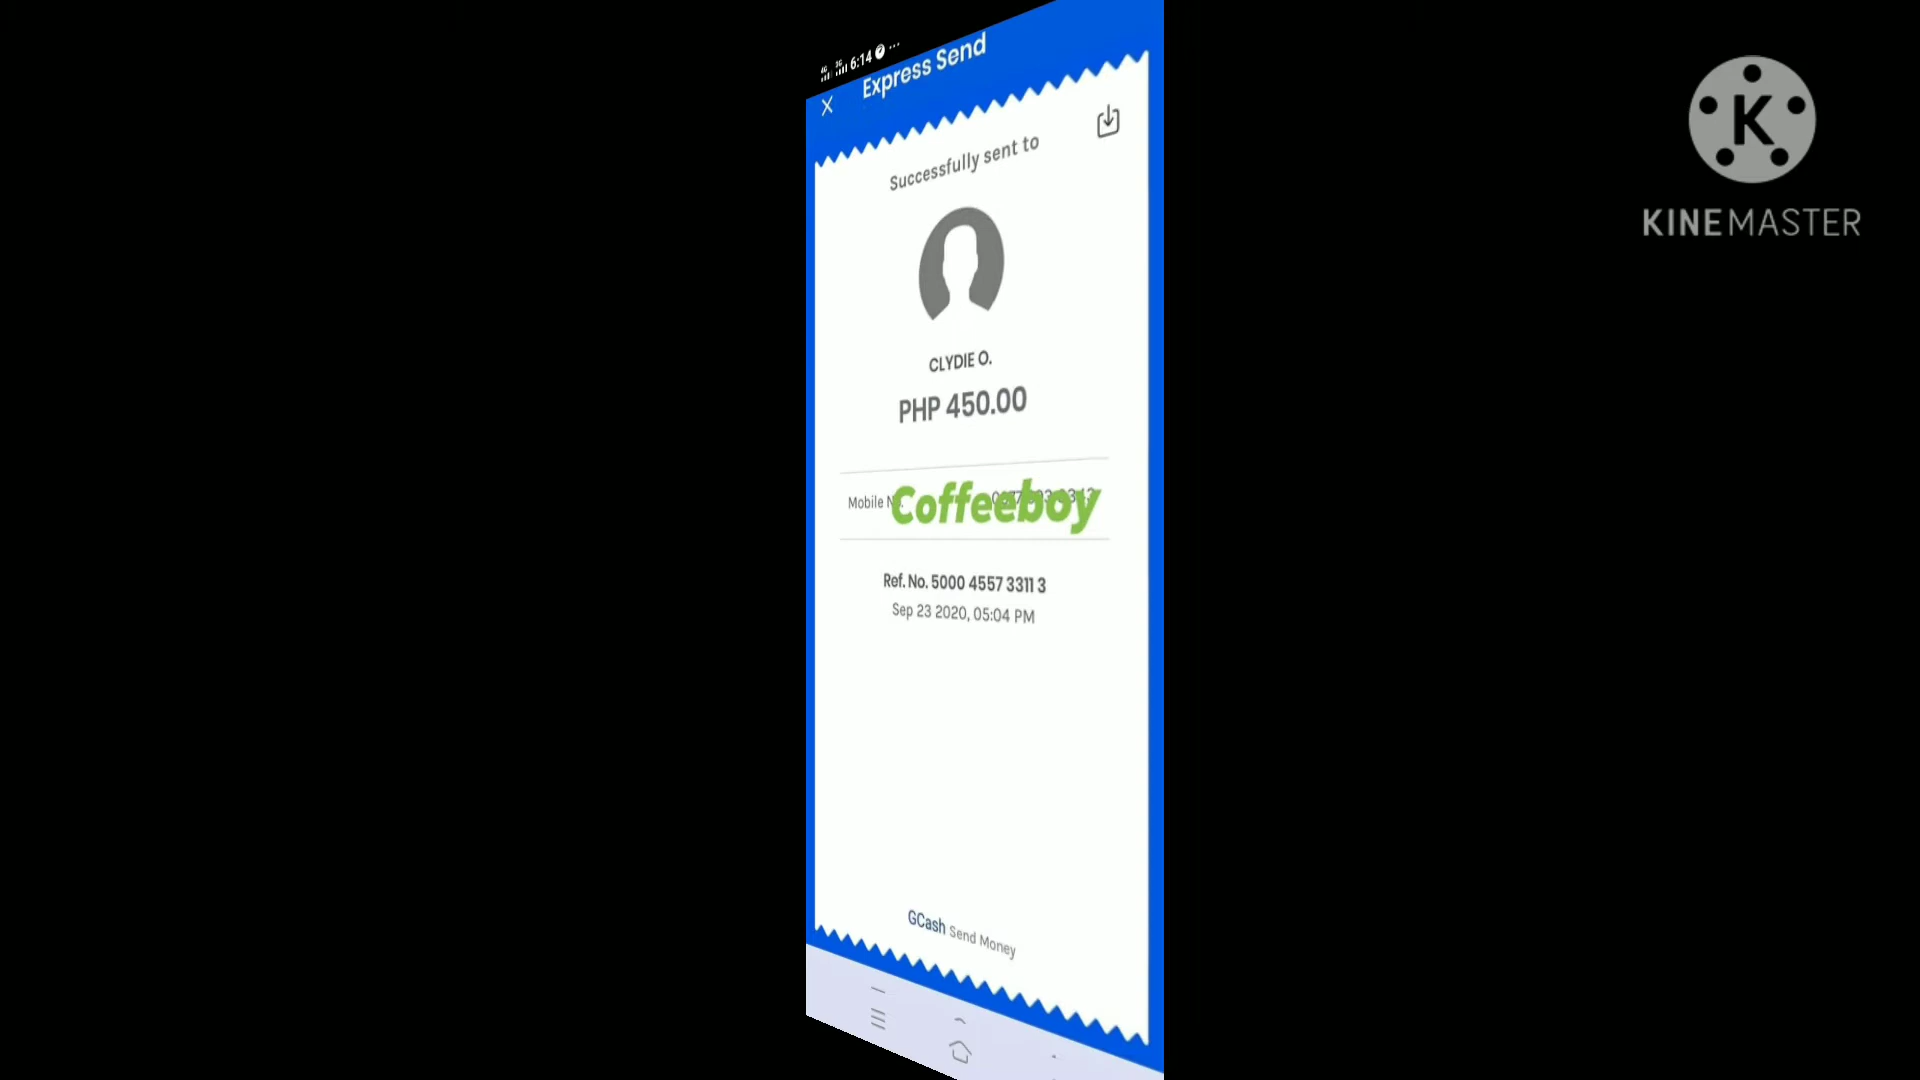 6:14
Express Send
Successfully sent to
CLYDIE O.
PHP 450.00
Mobile No.
Coffeeboy
Ref. No. 5000 4557 3311 3
Sep 23 2020, 05:04 PM
GCash Send Money
K
KINEMASTER